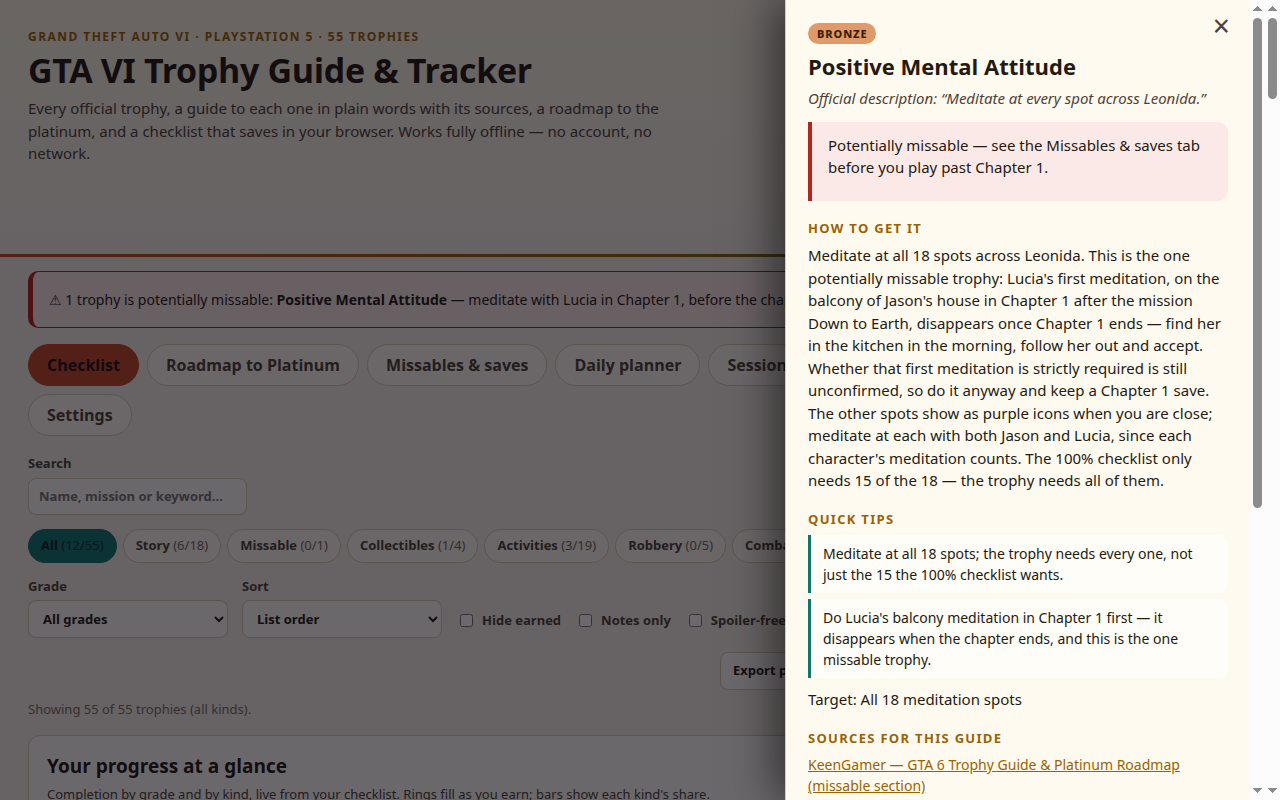 GRAND THEFT AUTO VI · PLAYSTATION 5 · 55 TROPHIES
GTA VI Trophy Guide & Tracker
Every official trophy, a guide to each one in plain words with its sources, a roadmap to the
platinum, and a checklist that saves in your browser. Works fully offline — no account, no
network.
⚠ 1 trophy is potentially missable: Positive Mental Attitude — meditate with Lucia in Chapter 1, before the cha
Checklist
Roadmap to Platinum
Missables & saves
Daily planner
Session
Settings
Search
Name, mission or keyword...
All (12/55)
Story (6/18)
Missable (0/1)
Collectibles (1/4)
Activities (3/19)
Robbery (0/5)
Comba
Grade
Sort
All grades
List order
Hide earned
Notes only
Spoiler-free
Export p
Showing 55 of 55 trophies (all kinds).
Your progress at a glance
Completion by grade and by kind, live from your checklist. Rings fill as you earn; bars show each kind's share.
BRONZE
✕
Positive Mental Attitude
Official description: “Meditate at every spot across Leonida.”
Potentially missable — see the Missables & saves tab
before you play past Chapter 1.
HOW TO GET IT
Meditate at all 18 spots across Leonida. This is the one
potentially missable trophy: Lucia's first meditation, on the
balcony of Jason's house in Chapter 1 after the mission
Down to Earth, disappears once Chapter 1 ends — find her
in the kitchen in the morning, follow her out and accept.
Whether that first meditation is strictly required is still
unconfirmed, so do it anyway and keep a Chapter 1 save.
The other spots show as purple icons when you are close;
meditate at each with both Jason and Lucia, since each
character's meditation counts. The 100% checklist only
needs 15 of the 18 — the trophy needs all of them.
QUICK TIPS
Meditate at all 18 spots; the trophy needs every one, not
just the 15 the 100% checklist wants.
Do Lucia's balcony meditation in Chapter 1 first — it
disappears when the chapter ends, and this is the one
missable trophy.
Target: All 18 meditation spots
SOURCES FOR THIS GUIDE
KeenGamer — GTA 6 Trophy Guide & Platinum Roadmap
(missable section)